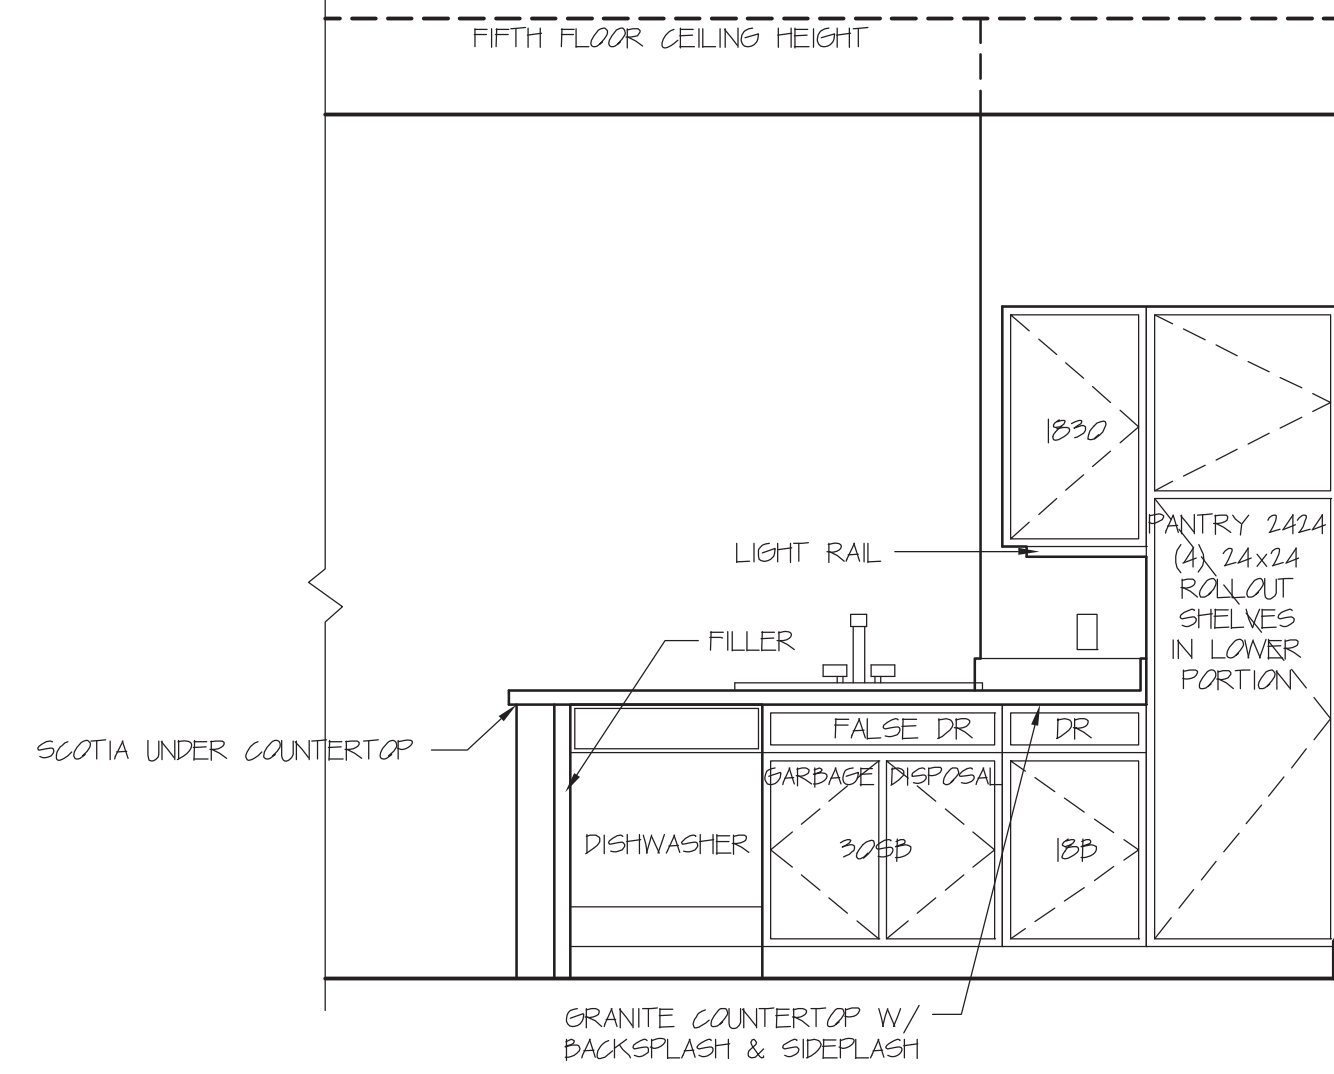 FIFTH FLOOR CEILING HEIGHT
1830
PANTRY 2424
(4) 24x24
ROLLOUT
SHELVES
IN LOWER
PORTION
LIGHT RAIL
FILLER
SCOTIA UNDER COUNTERTOP
FALSE DR
DR
GARBAGE DISPOSAL
DISHWASHER
30SB
18B
GRANITE COUNTERTOP W/
BACKSPLASH & SIDEPLASH